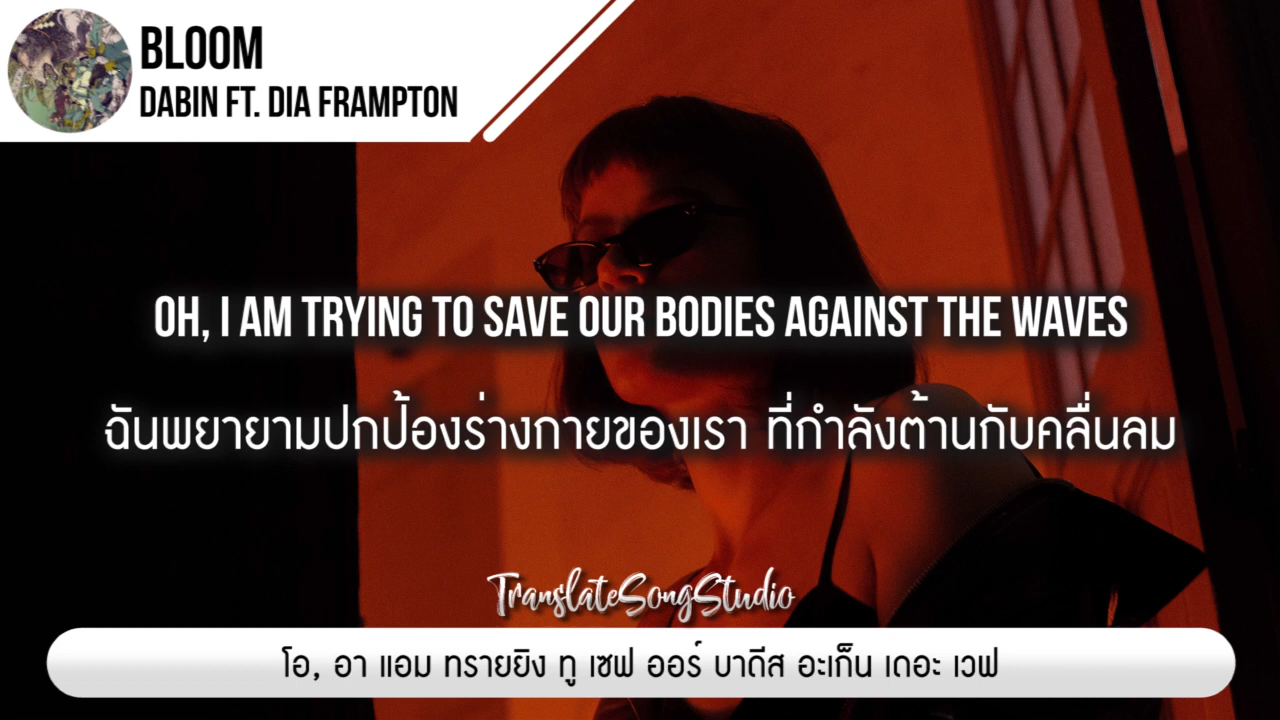 BLOOM
DABIN FT. DIA FRAMPTON
OH, I AM TRYING TO SAVE OUR BODIES AGAINST THE WAVES
ฉันพยายามปกป้องร่างกายของเรา ที่กำลังต้านกับคลื่นลม
TranslateSongStudio
โอ, อา แอม ทรายยิง ทู เซฟ ออร์ บาดีส อะเก็น เดอะ เวฟ